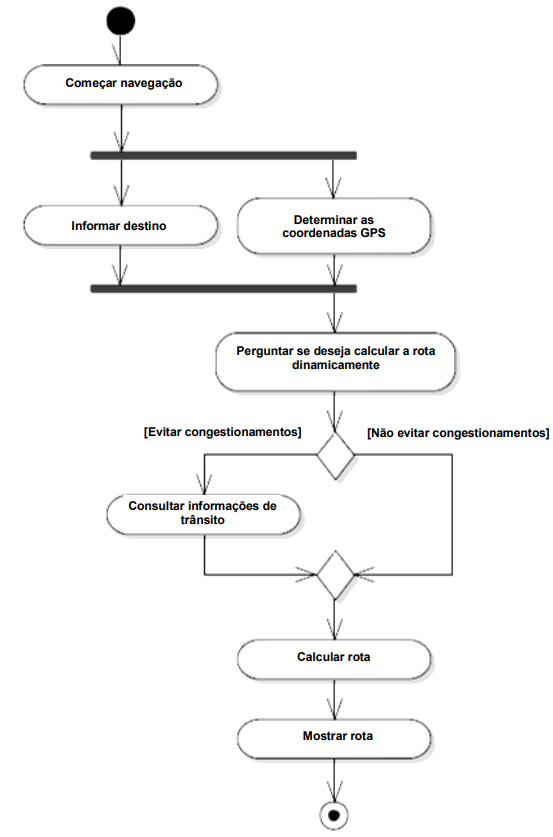 Começar navegação
Informar destino
Determinar as
coordenadas GPS
Perguntar se deseja calcular a rota
dinamicamente
[Evitar congestionamentos]
[Não evitar congestionamentos]
Consultar informações de
trânsito
Calcular rota
Mostrar rota